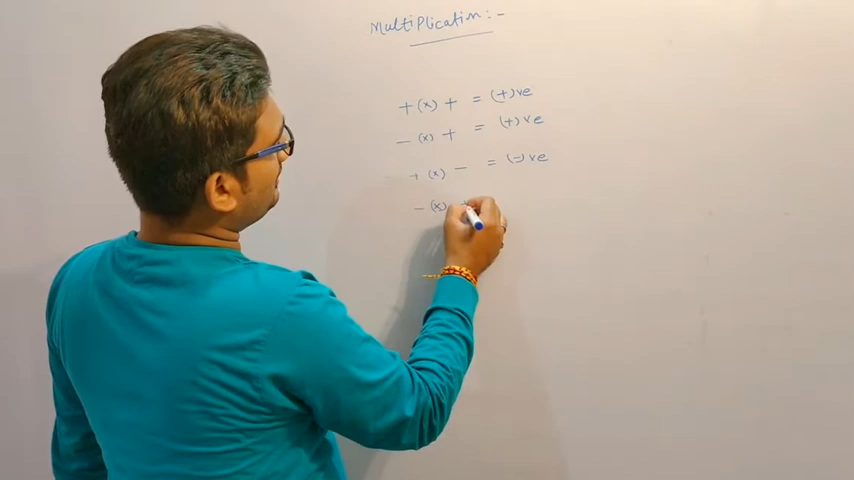 Multiplication:-
+ (x) + = (+)ve
- (x) + = (+)ve
+ (x) - = (-)ve
- (x) +